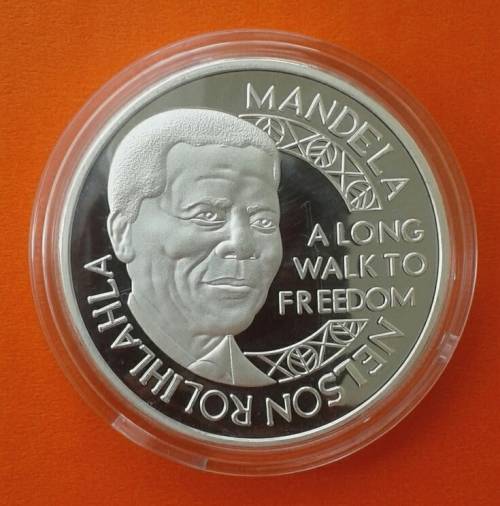 MANDELA
A LONG
WALK TO
FREEDOM
NELSON ROLIHLAHLA